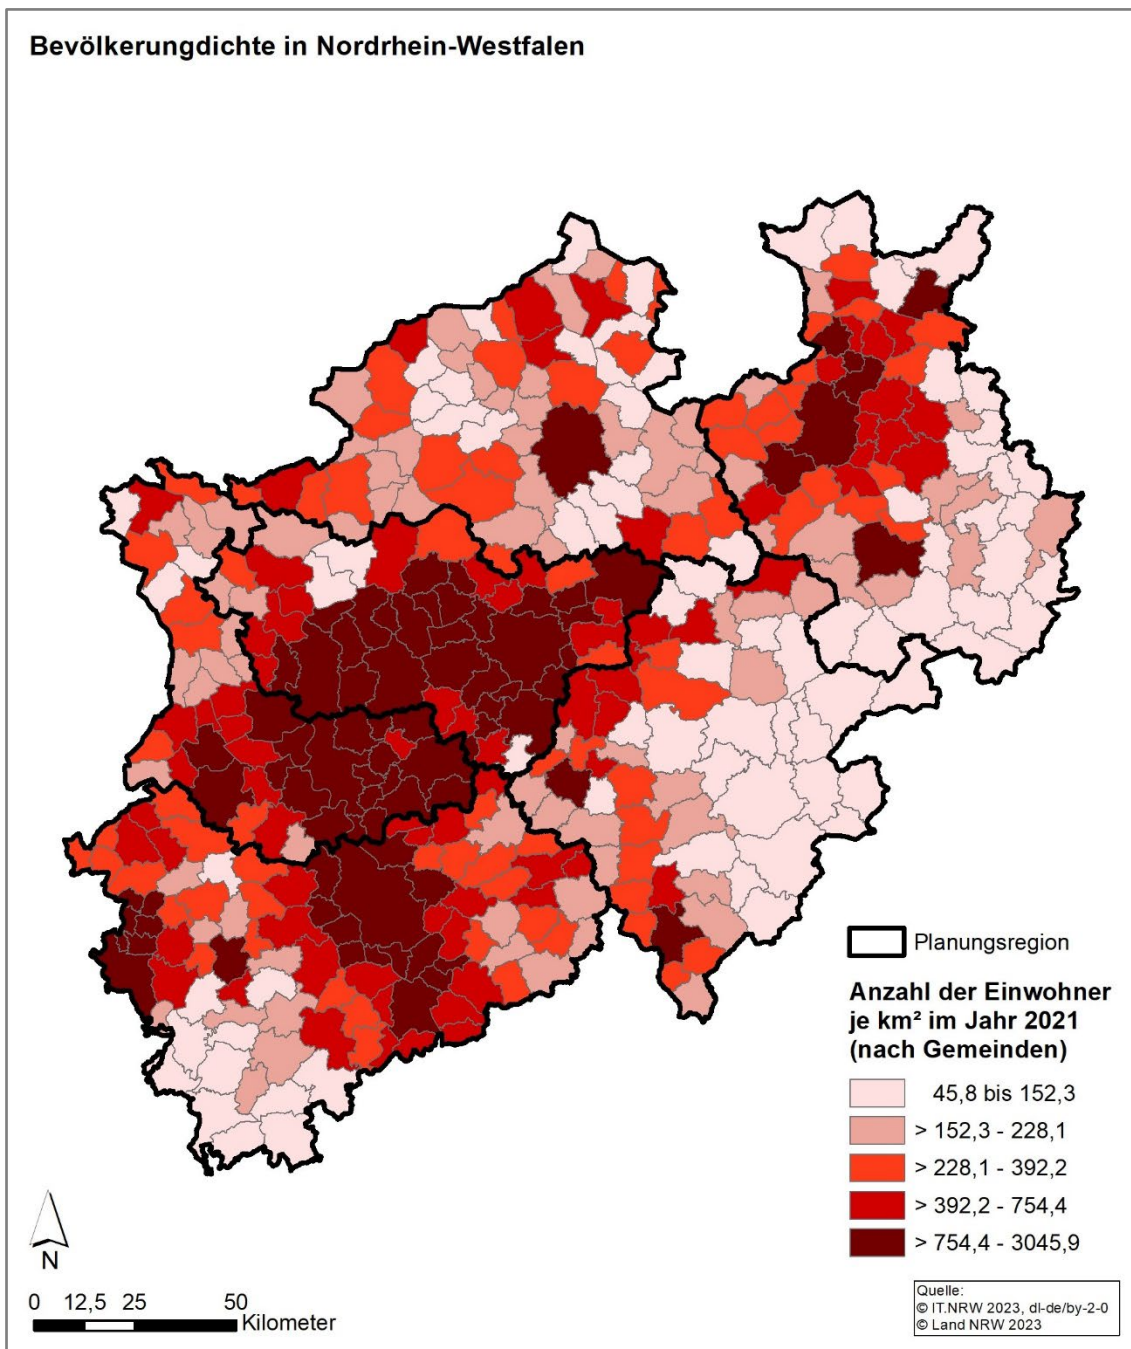 Bevölkerungdichte in Nordrhein-Westfalen
Planungsregion
Anzahl der Einwohner
je km² im Jahr 2021
(nach Gemeinden)
45,8 bis 152,3
> 152,3 - 228,1
> 228,1 - 392,2
> 392,2 - 754,4
> 754,4 - 3045,9
N
0 12,5 25 50
Kilometer
Quelle:
© IT.NRW 2023, dl-de/by-2-0
© Land NRW 2023